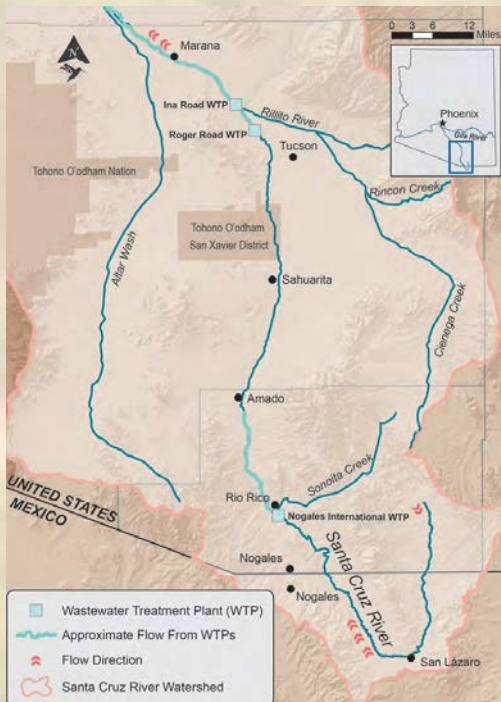 N
Marana
0 3 6 12
Miles
Ina Road WTP
Rillito River
Roger Road WTP
Tucson
Phoenix
Gila River
Tohono O'odham Nation
Rincon Creek
Tohono O'odham
San Xavier District
Altar Wash
Sahuarita
Cienega Creek
Amado
Sonoita Creek
Rio Rico
UNITED STATES
MEXICO
Nogales International WTP
Santa Cruz River
Nogales
Nogales
San Lázaro
Wastewater Treatment Plant (WTP)
Approximate Flow From WTPs
Flow Direction
Santa Cruz River Watershed